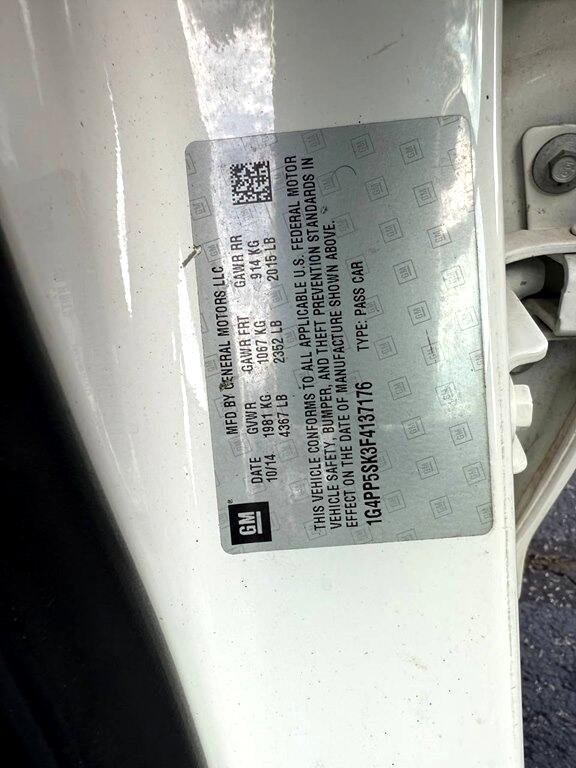 GM
MFD BY GENERAL MOTORS LLC
DATE GVWR GAWR FRT GAWR RR
10/14 1981 KG 1067 KG 914 KG
4367 LB 2352 LB 2015 LB
THIS VEHICLE CONFORMS TO ALL APPLICABLE U.S. FEDERAL MOTOR
VEHICLE SAFETY, BUMPER, AND THEFT PREVENTION STANDARDS IN
EFFECT ON THE DATE OF MANUFACTURE SHOWN ABOVE.
1G4PP5SK3F4137176 TYPE: PASS CAR